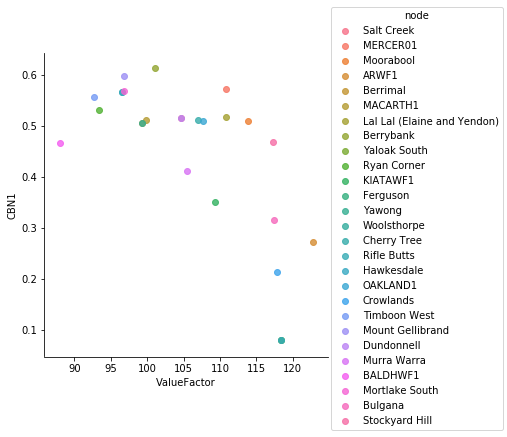 node
Salt Creek
MERCER01
Moorabool
ARWF1
Berrimal
MACARTH1
Lal Lal (Elaine and Yendon)
Berrybank
Yaloak South
Ryan Corner
KIATAWF1
Ferguson
Yawong
Woolsthorpe
Cherry Tree
Rifle Butts
Hawkesdale
OAKLAND1
Crowlands
Timboon West
Mount Gellibrand
Dundonnell
Murra Warra
BALDHWF1
Mortlake South
Bulgana
Stockyard Hill
0.6
0.5
0.4
0.3
0.2
0.1
CBN1
90 95 100 105 110 115 120
ValueFactor